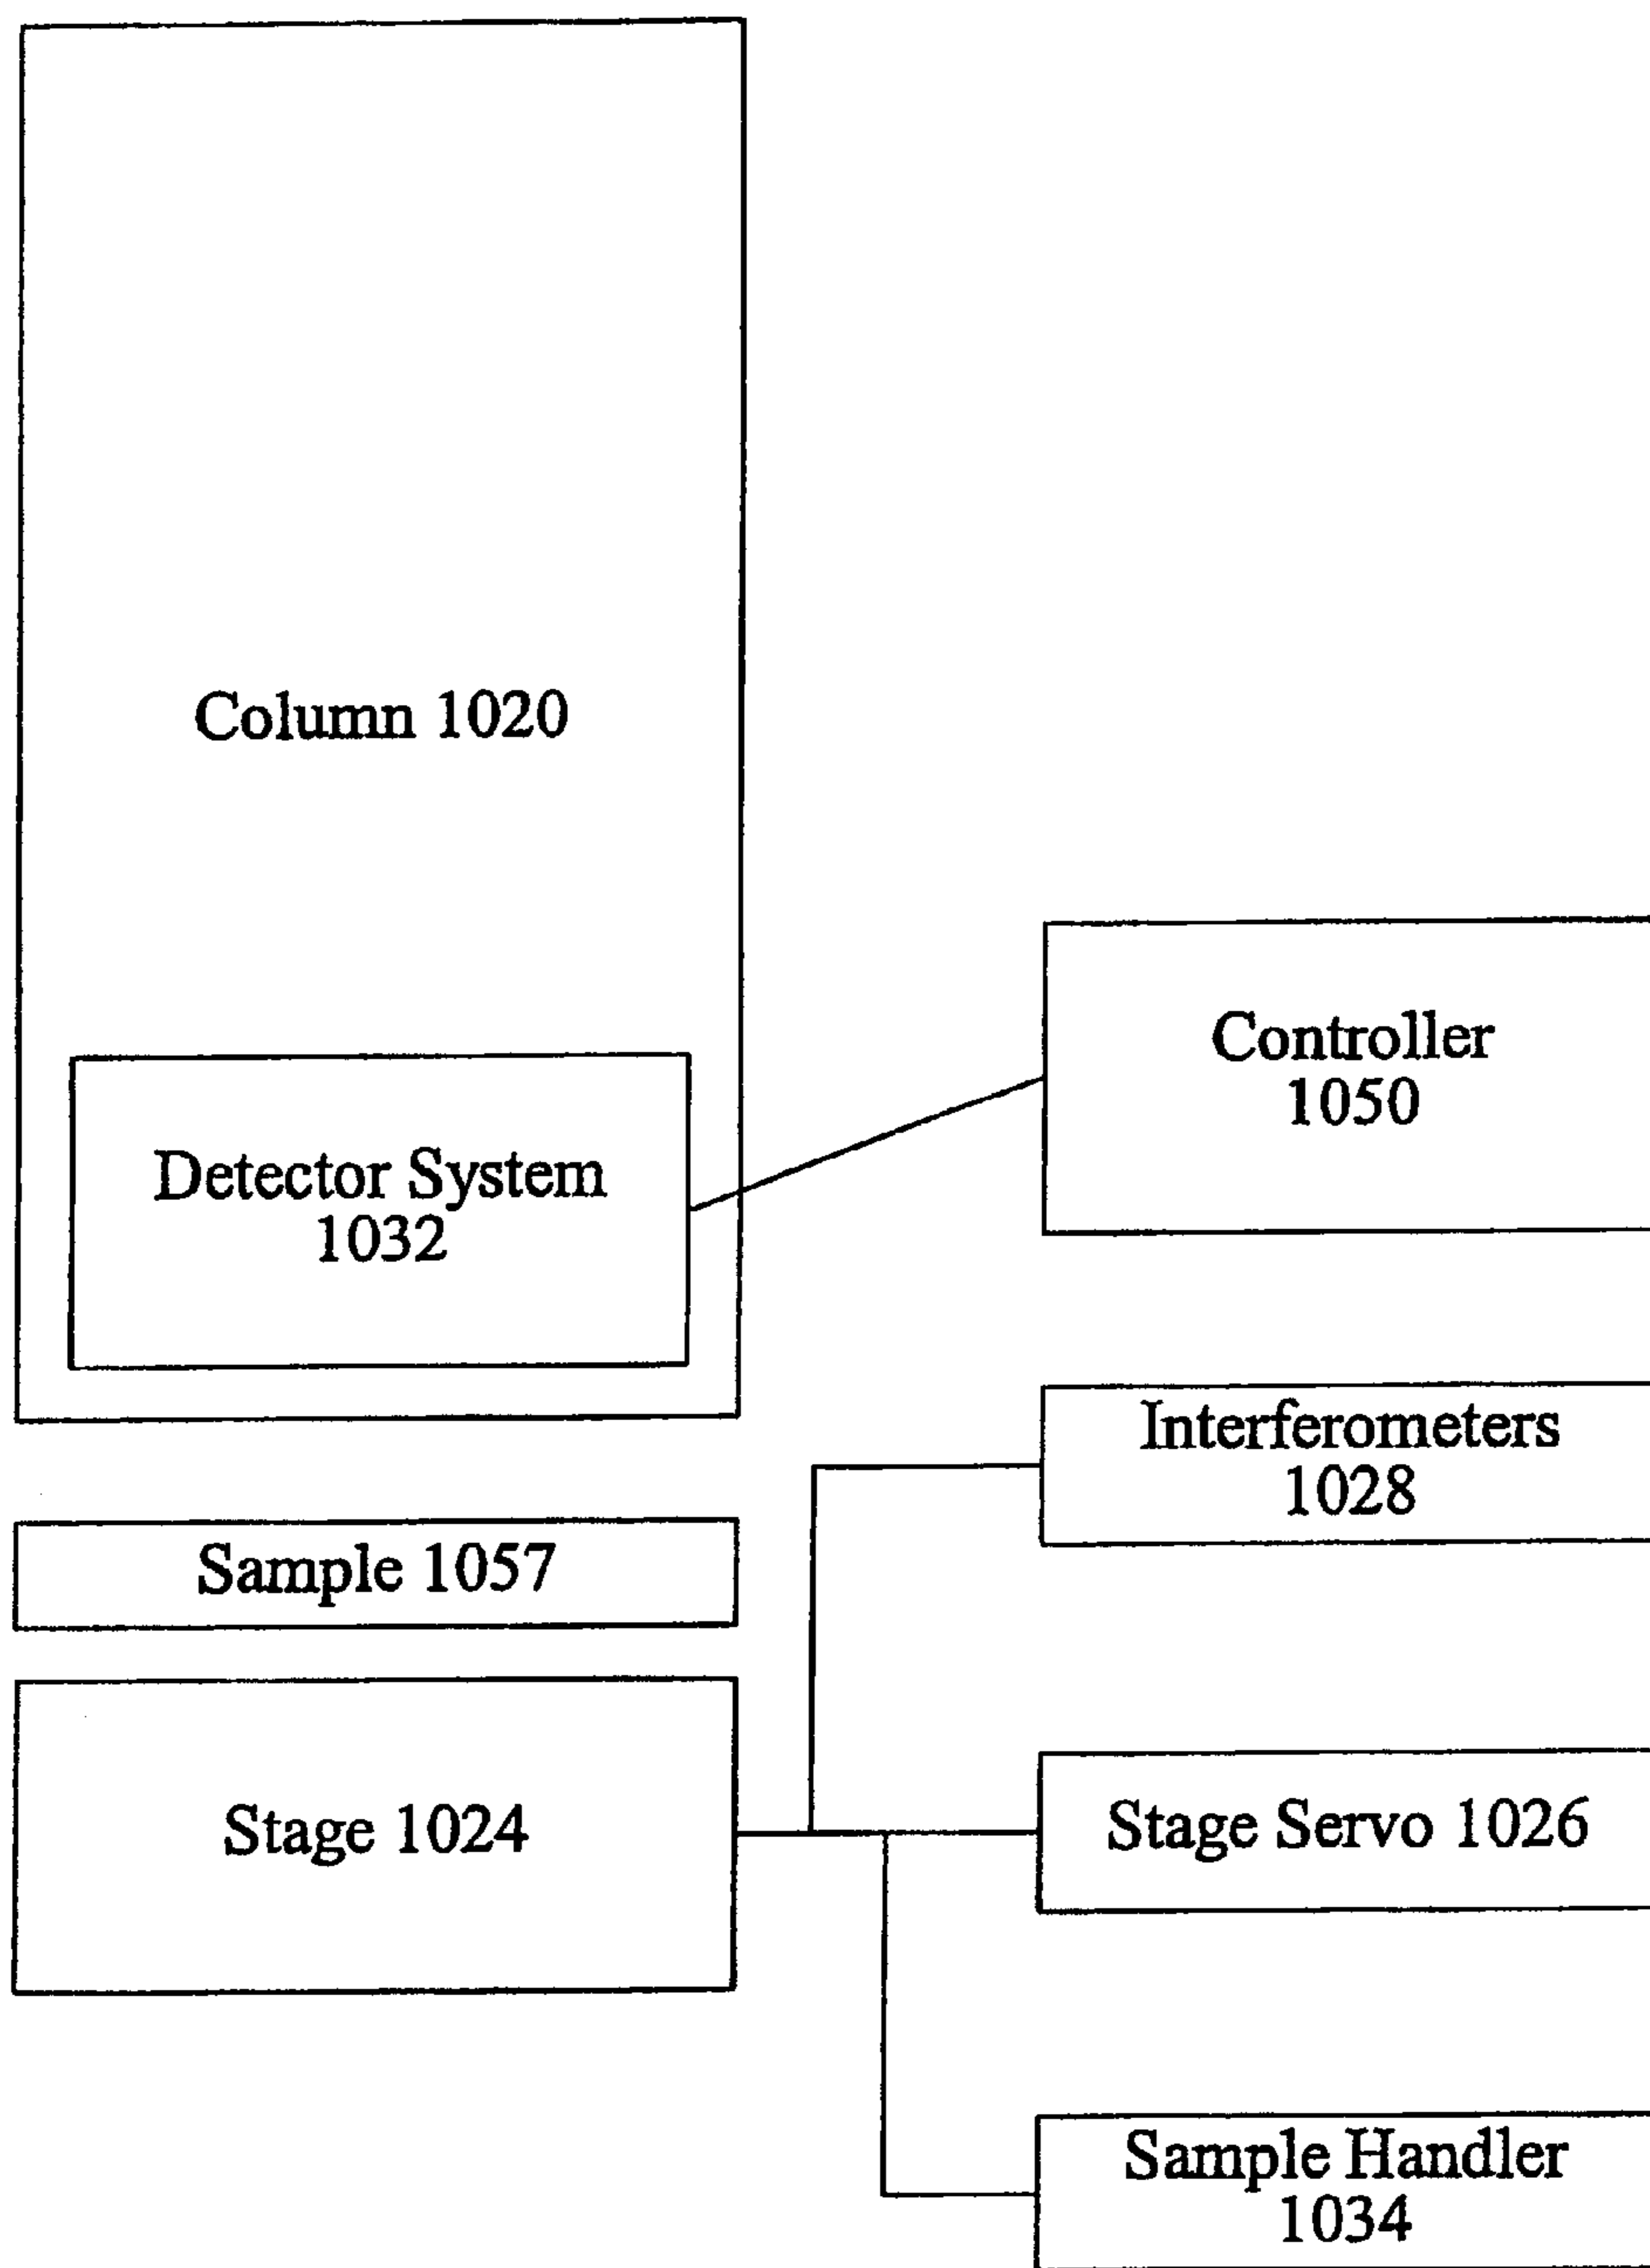 Column 1020
Controller
1050
Detector System
1032
Interferometers
1028
Sample 1057
Stage 1024
Stage Servo 1026
Sample Handler
1034